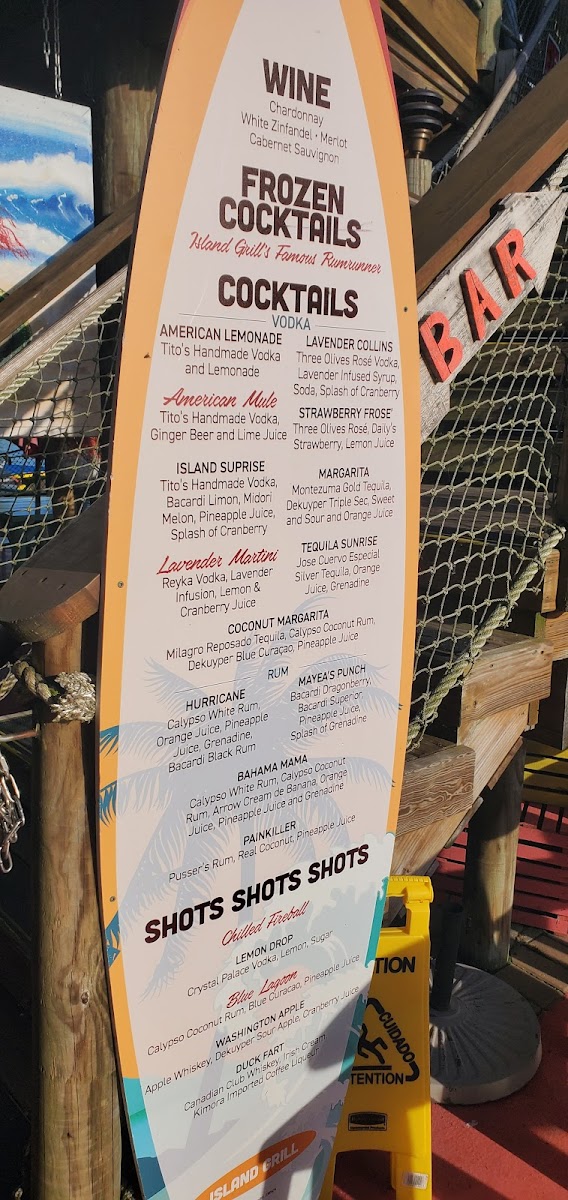 WINE
Chardonnay
White Zinfandel • Merlot
Cabernet Sauvignon
FROZEN
COCKTAILS
Island Grill's Famous Rumrunner
COCKTAILS
VODKA
AMERICAN LEMONADE
Tito's Handmade Vodka
and Lemonade
American Mule
Tito's Handmade Vodka,
Ginger Beer and Lime Juice
ISLAND SUPRISE
Tito's Handmade Vodka,
Bacardi Limon, Midori
Melon, Pineapple Juice,
Splash of Cranberry
Lavender Martini
Reyka Vodka, Lavender
Infusion, Lemon &
Cranberry Juice
LAVENDER COLLINS
Three Olives Rosé Vodka,
Lavender Infused Syrup,
Soda, Splash of Cranberry
STRAWBERRY FROSE'
Three Olives Rosé, Daily's
Strawberry, Lemon Juice
MARGARITA
Montezuma Gold Tequila,
Dekuyper Triple Sec, Sweet
and Sour and Orange Juice
TEQUILA SUNRISE
Jose Cuervo Especial
Silver Tequila, Orange
Juice, Grenadine
COCONUT MARGARITA
Milagro Reposado Tequila, Calypso Coconut Rum,
Dekuyper Blue Curaçao, Pineapple Juice
RUM
HURRICANE
Calypso White Rum,
Orange Juice, Pineapple
Juice, Grenadine,
Bacardi Black Rum
MAYEA'S PUNCH
Bacardi Dragonberry,
Bacardi Superior
Pineapple Juice,
Splash of Grenadine
BAHAMA MAMA
Calypso White Rum, Calypso Coconut
Rum, Arrow Cream de Banana, Orange
Juice, Pineapple Juice and Grenadine
PAINKILLER
Pusser's Rum, Real Coconut, Pineapple Juice
SHOTS SHOTS SHOTS
Chilled Fireball
LEMON DROP
Crystal Palace Vodka, Lemon, Sugar
Blue Lagoon
Calypso Coconut Rum, Blue Curacao, Pineapple Juice
WASHINGTON APPLE
Apple Whiskey, Dekuyper Sour Apple, Cranberry Juice
DUCK FART
Canadian Club Whiskey, Irish Cream
Kimora Imported Coffee Liqueur
ISLAND GRILL
BAR
TION
CUIDADO
TTENTION